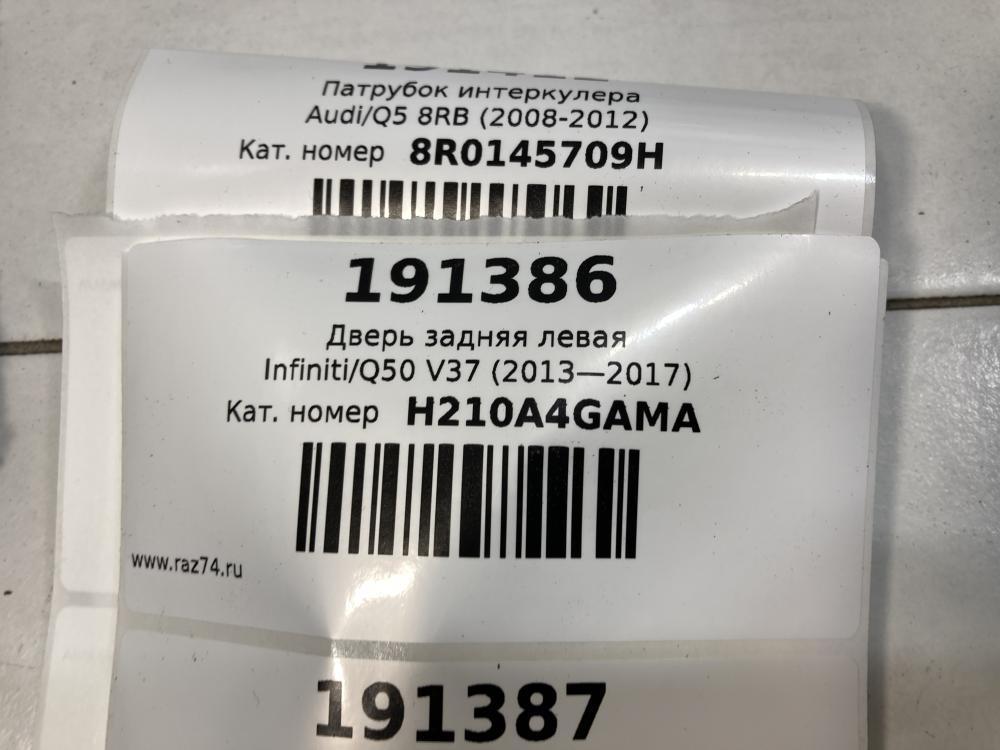 Патрубок интеркулера
Audi/Q5 8RB (2008-2012)
Кат. номер 8R0145709H
191386
Дверь задняя левая
Infiniti/Q50 V37 (2013—2017)
Кат. номер H210A4GAMA
www.raz74.ru
191387